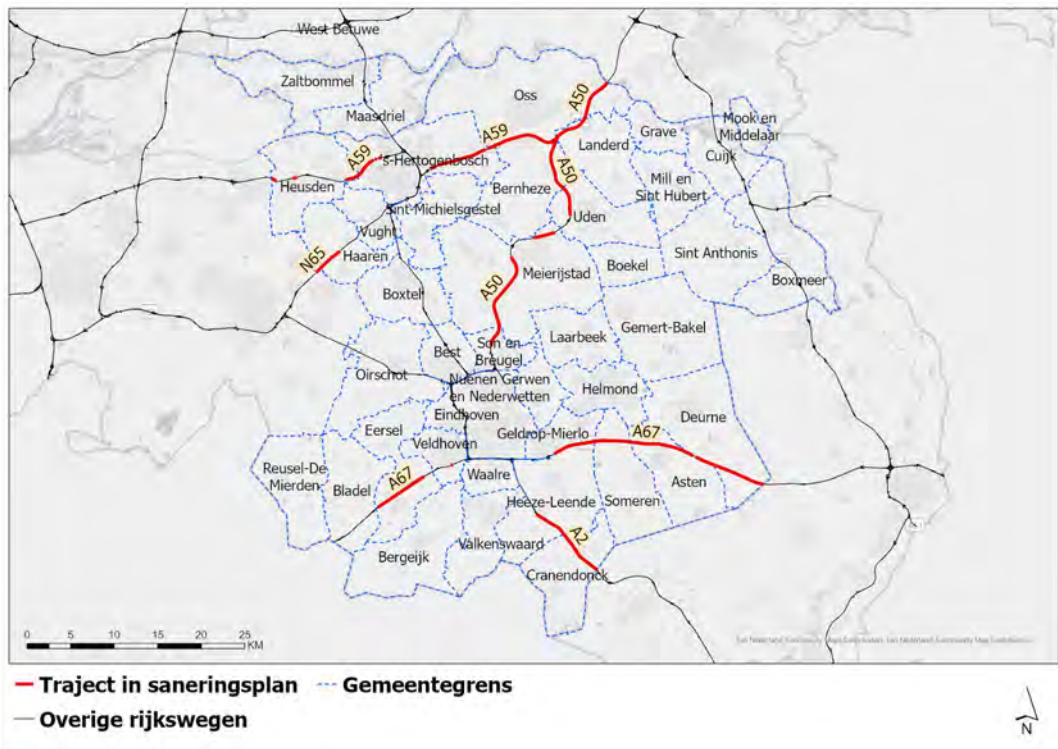 West Betuwe
Zaltbommel
Oss
A50
Maasdriel
A59
Grave
Mook en
Middelaar
Landerd
A59
's-Hertogenbosch
Cuijk
A50
Heusden
Bernheze
Mill en
Sint Hubert
Sint-Michielsgestel
Uden
Vught
N65
Haaren
Sint Anthonis
Meierijstad
Boekel
Boxmeer
A50
Boxtel
Gemert-Bakel
Laarbeek
Son en
Breugel
Best
Oirschot
Nuenen Gerwen
en Nederwetten
Helmond
Eindhoven
Deurne
Eersel
Geldrop-Mierlo
A67
Veldhoven
Reusel-De
Mierden
Waalre
A67
Asten
Bladel
Heeze-Leende
Someren
A2
Valkenswaard
Bergeijk
Cranendonck
0 5 10 15 20 25
KM
Traject in saneringsplan
Gemeentegrens
Overige rijkswegen
N